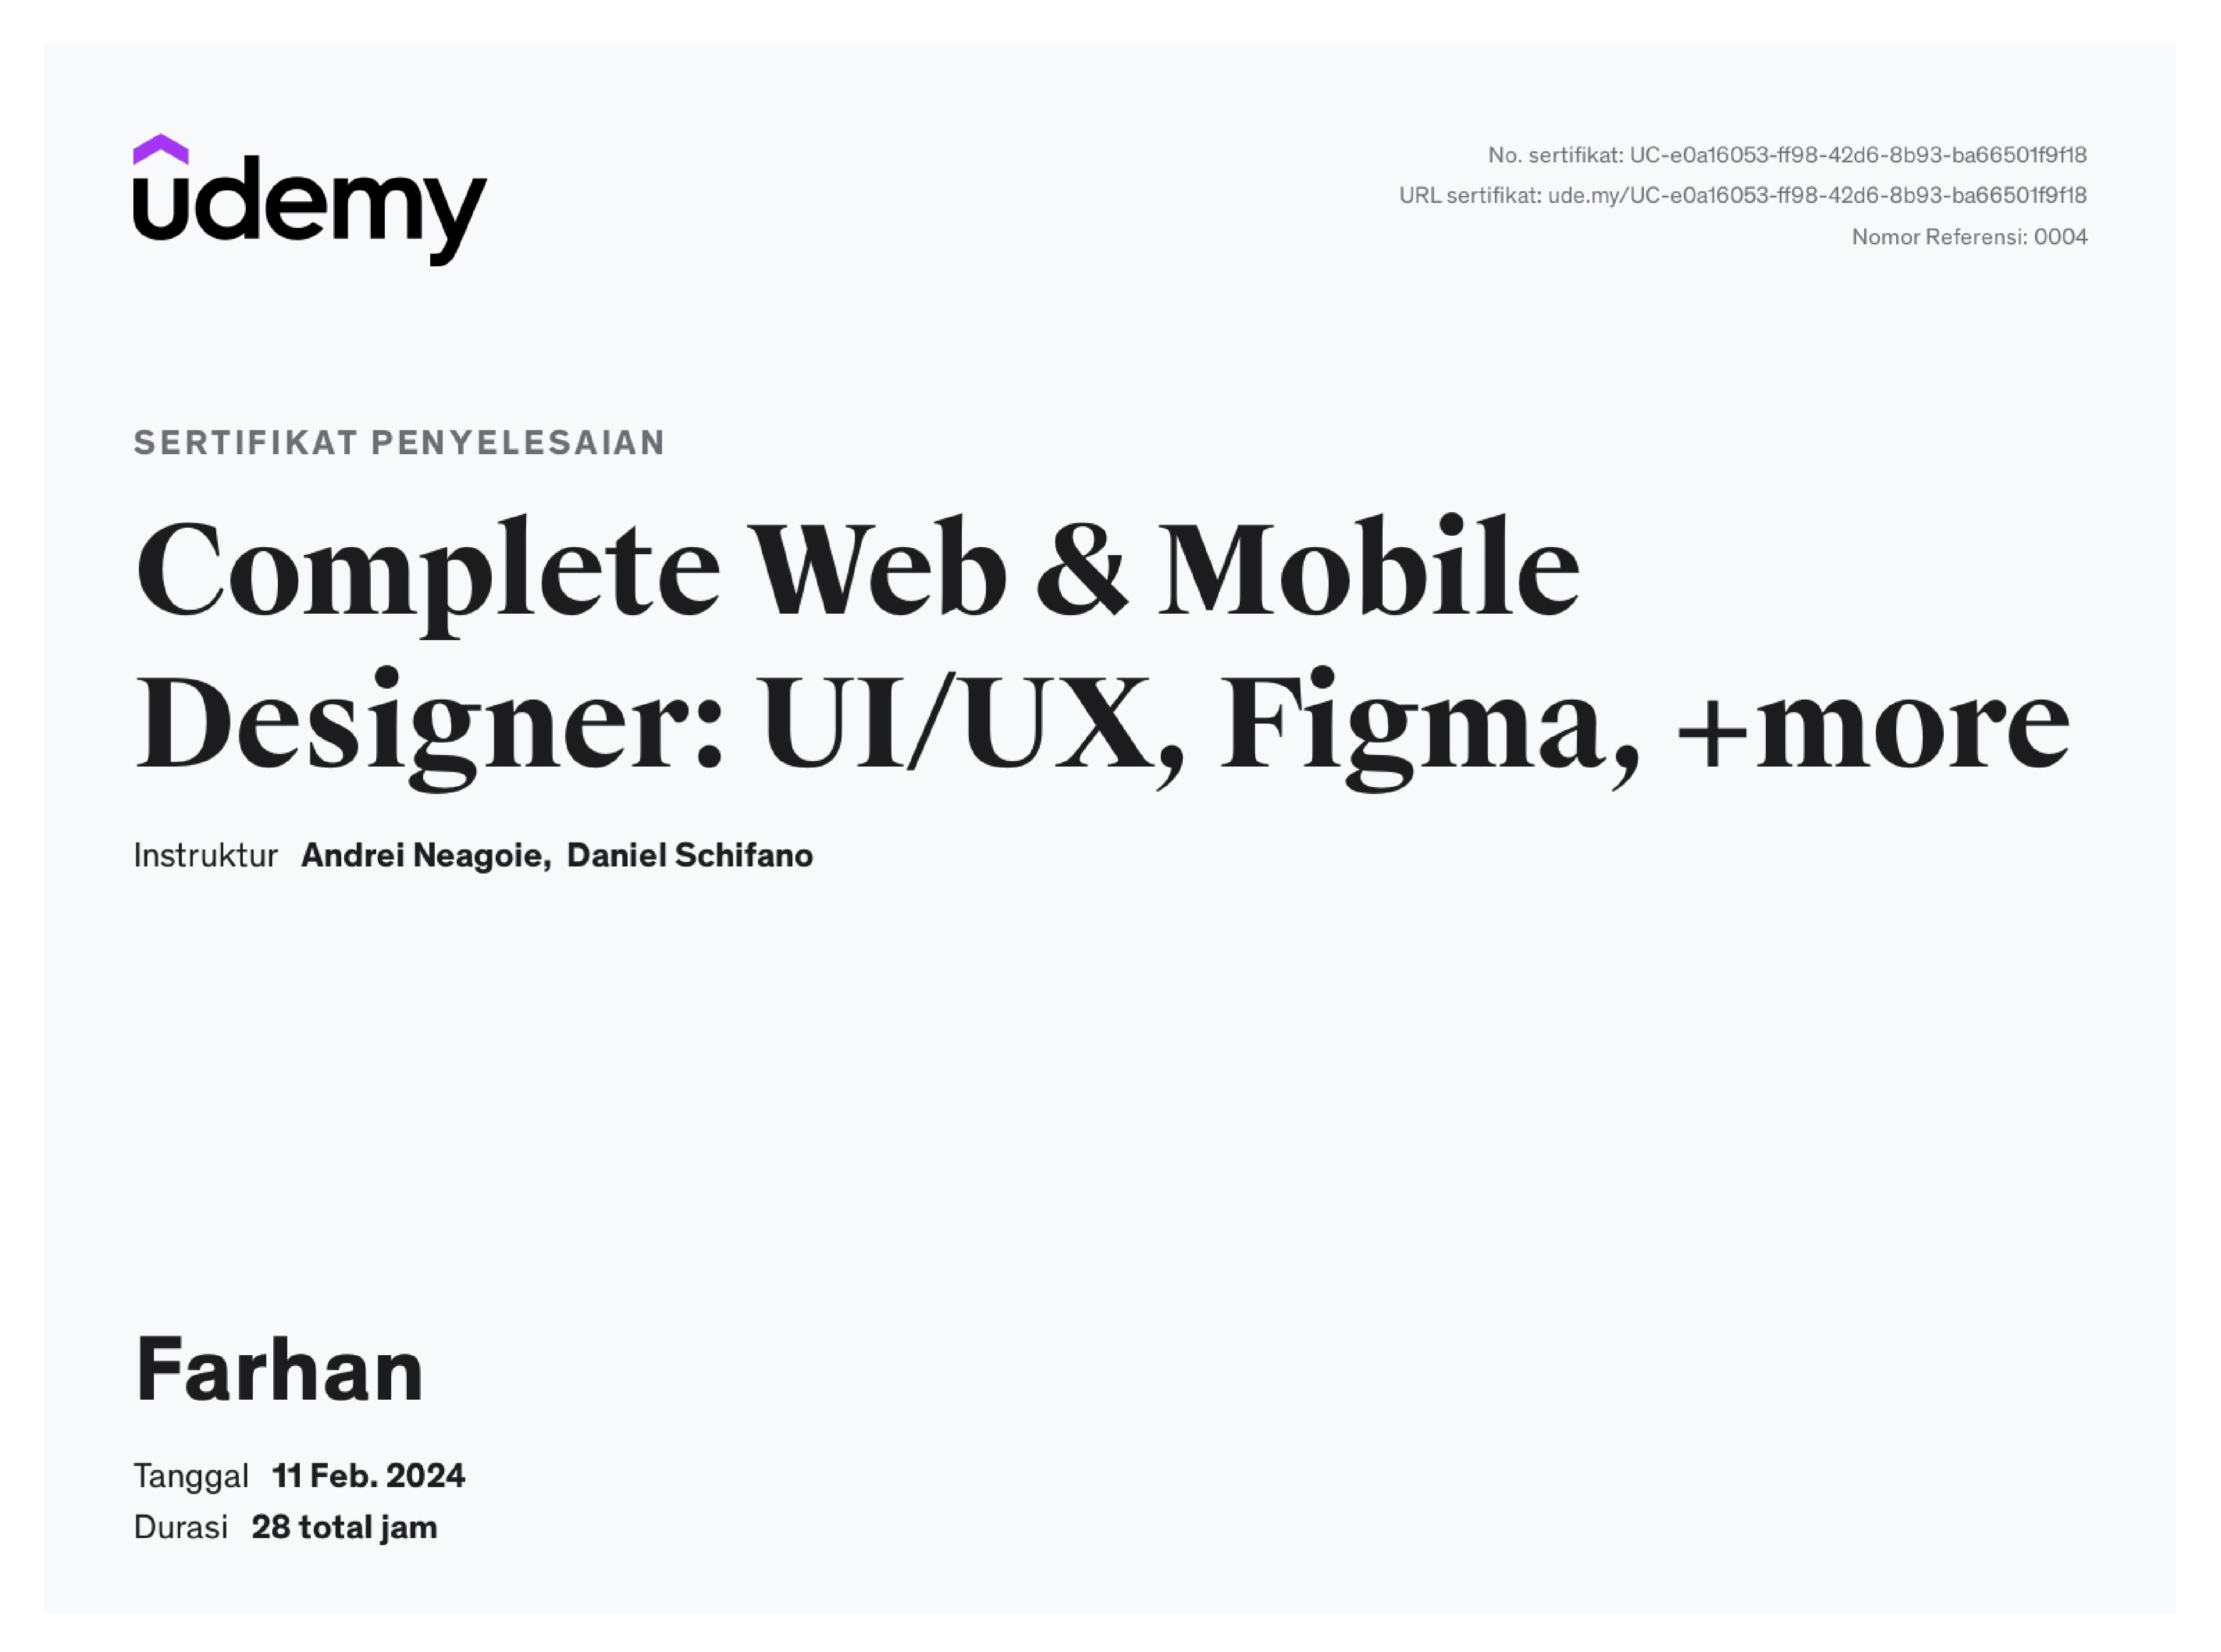 udemy
No. sertifikat: UC-e0a16053-ff98-42d6-8b93-ba66501f9f18
URL sertifikat: ude.my/UC-e0a16053-ff98-42d6-8b93-ba66501f9f18
Nomor Referensi: 0004
SERTIFIKAT PENYELESAIAN
Complete Web & Mobile
Designer: UI/UX, Figma, +more
Instruktur Andrei Neagoie, Daniel Schifano
Farhan
Tanggal 11 Feb. 2024
Durasi 28 total jam